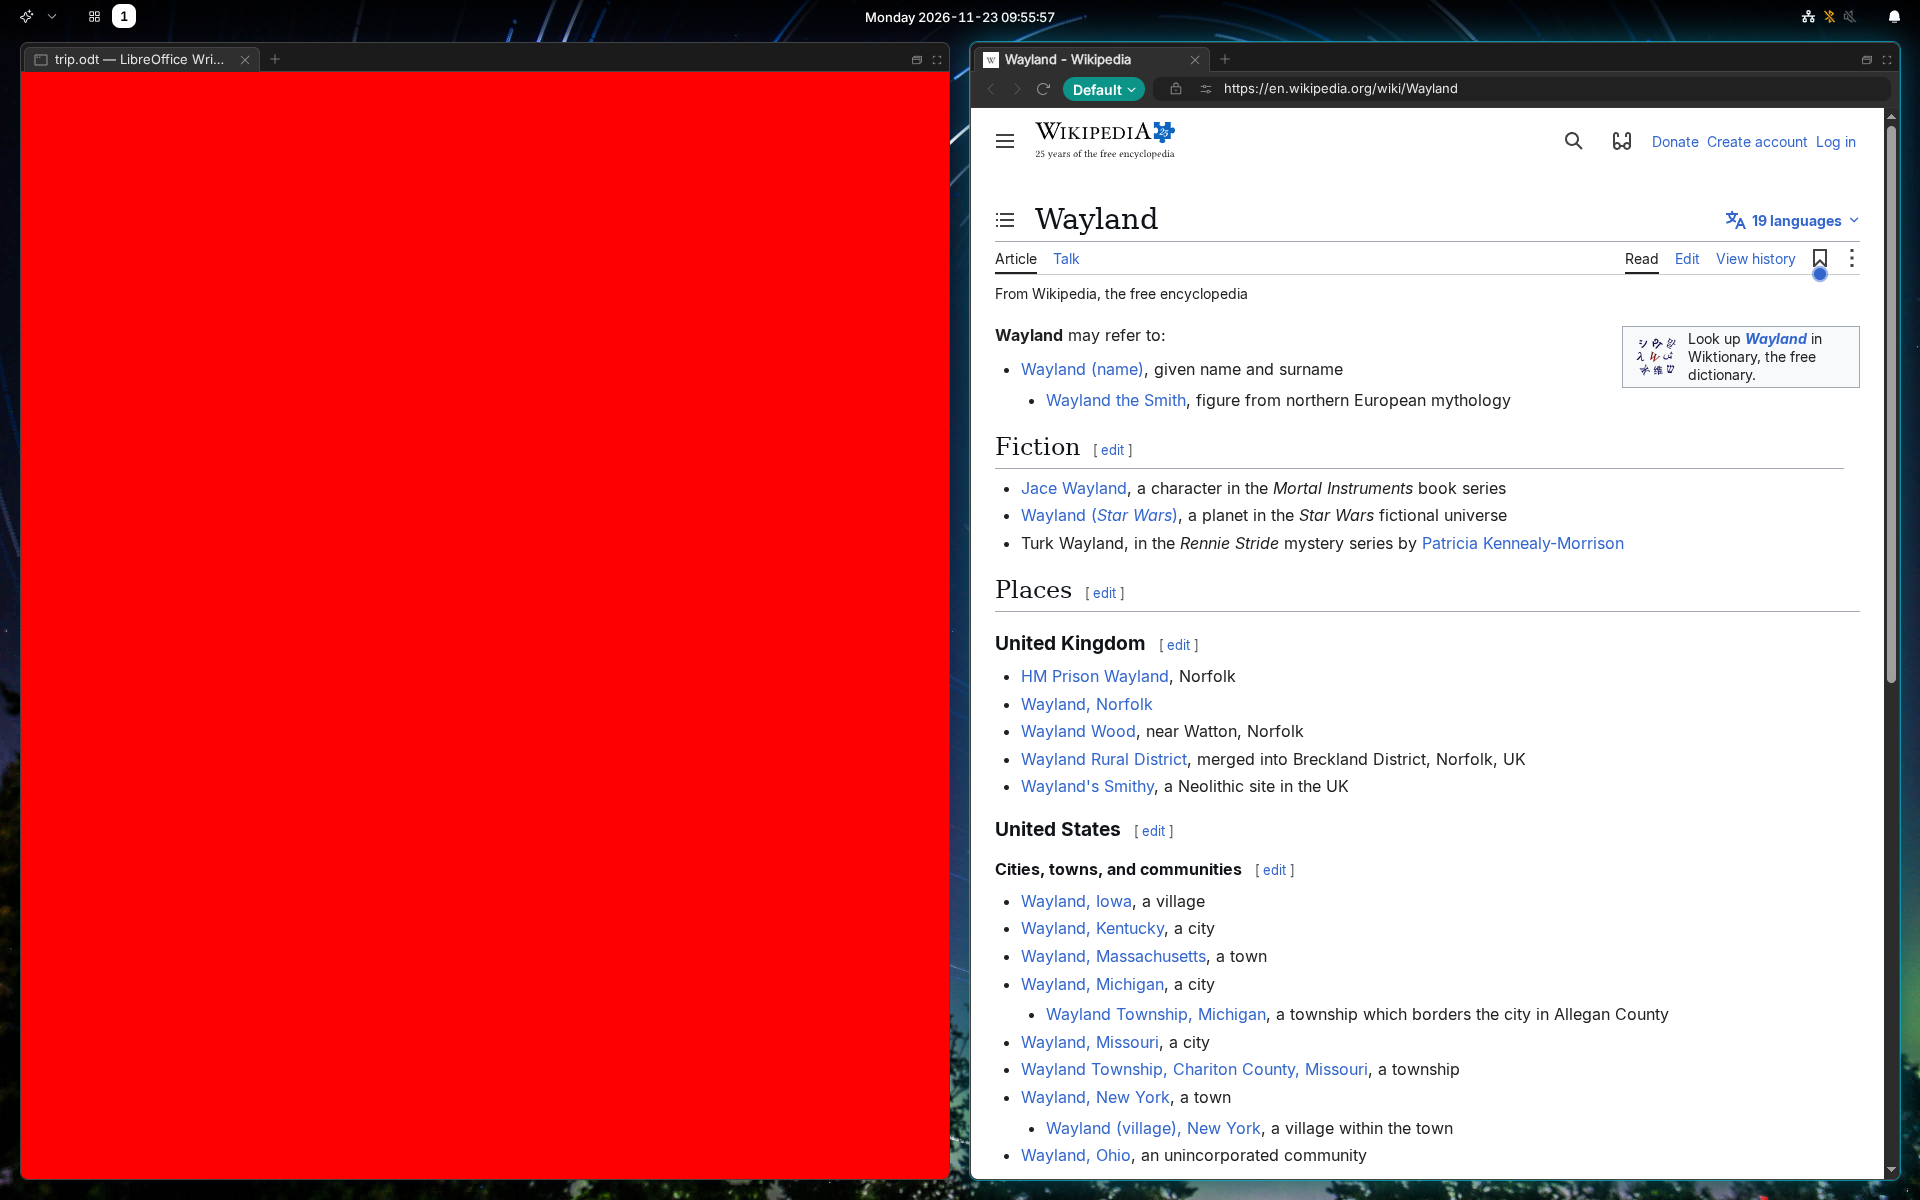 1
Monday 2026-11-23 09:55:57
trip.odt — LibreOffice Wri...
Wayland - Wikipedia
Default
https://en.wikipedia.org/wiki/Wayland
WIKIPEDIA 25
25 years of the free encyclopedia
Donate Create account Log in
Wayland
19 languages
Article Talk
Read Edit View history
From Wikipedia, the free encyclopedia
Wayland may refer to:
Look up Wayland in
Wiktionary, the free
dictionary.
• Wayland (name), given name and surname
• Wayland the Smith, figure from northern European mythology
Fiction [ edit ]
• Jace Wayland, a character in the Mortal Instruments book series
• Wayland (Star Wars), a planet in the Star Wars fictional universe
• Turk Wayland, in the Rennie Stride mystery series by Patricia Kennealy-Morrison
Places [ edit ]
United Kingdom [ edit ]
• HM Prison Wayland, Norfolk
• Wayland, Norfolk
• Wayland Wood, near Watton, Norfolk
• Wayland Rural District, merged into Breckland District, Norfolk, UK
• Wayland's Smithy, a Neolithic site in the UK
United States [ edit ]
Cities, towns, and communities [ edit ]
• Wayland, Iowa, a village
• Wayland, Kentucky, a city
• Wayland, Massachusetts, a town
• Wayland, Michigan, a city
• Wayland Township, Michigan, a township which borders the city in Allegan County
• Wayland, Missouri, a city
• Wayland Township, Chariton County, Missouri, a township
• Wayland, New York, a town
• Wayland (village), New York, a village within the town
• Wayland, Ohio, an unincorporated community